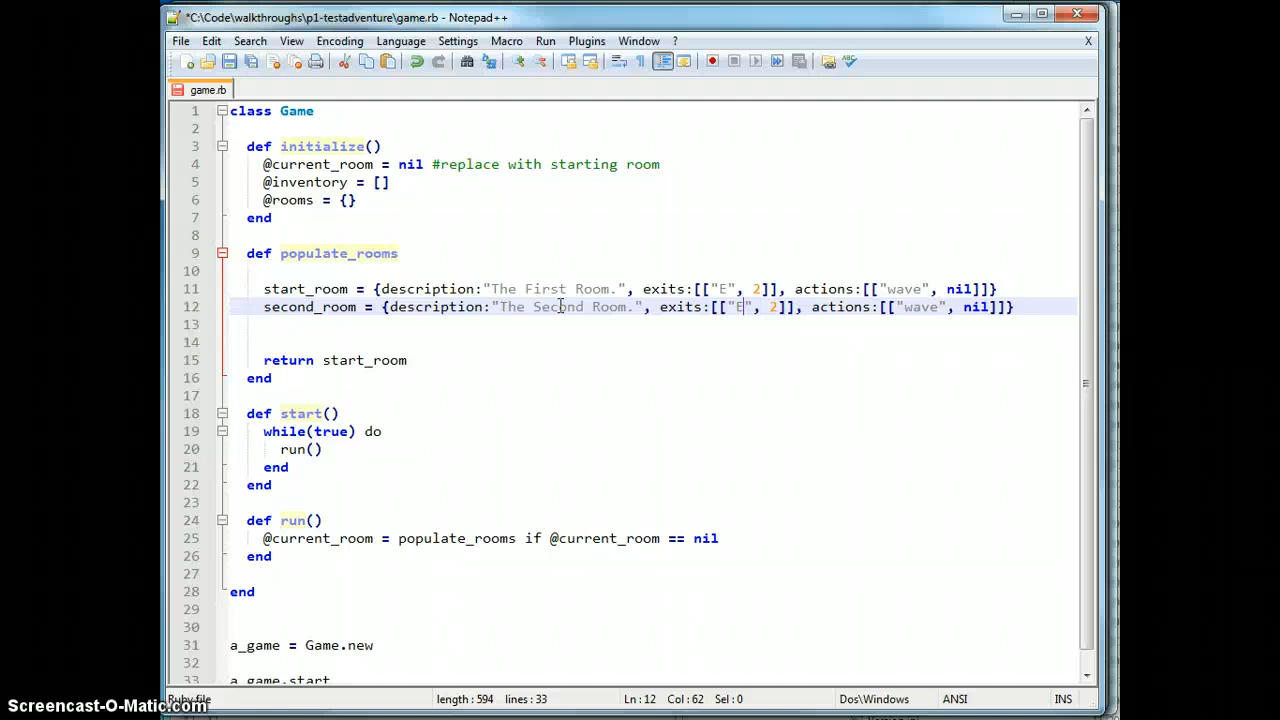 *C:\Code\walkthroughs\p1-testadventure\game.rb - Notepad++
File Edit Search View Encoding Language Settings Macro Run Plugins Window ? X
game.rb
1 class Game
2
3 def initialize()
4 @current_room = nil #replace with starting room
5 @inventory = []
6 @rooms = {}
7 end
8
9 def populate_rooms
10
11 start_room = {description:"The First Room.", exits:[["E", 2]], actions:[["wave", nil]]}
12 second_room = {description:"The Second Room.", exits:[["E", 2]], actions:[["wave", nil]]}
13
14
15 return start_room
16 end
17
18 def start()
19 while(true) do
20 run()
21 end
22 end
23
24 def run()
25 @current_room = populate_rooms if @current_room == nil
26 end
27
28 end
29
30
31 a_game = Game.new
32
33 a_game.start
Ruby file length : 594 lines : 33 Ln : 12 Col : 62 Sel : 0 Dos\Windows ANSI INS
Screencast-O-Matic.com